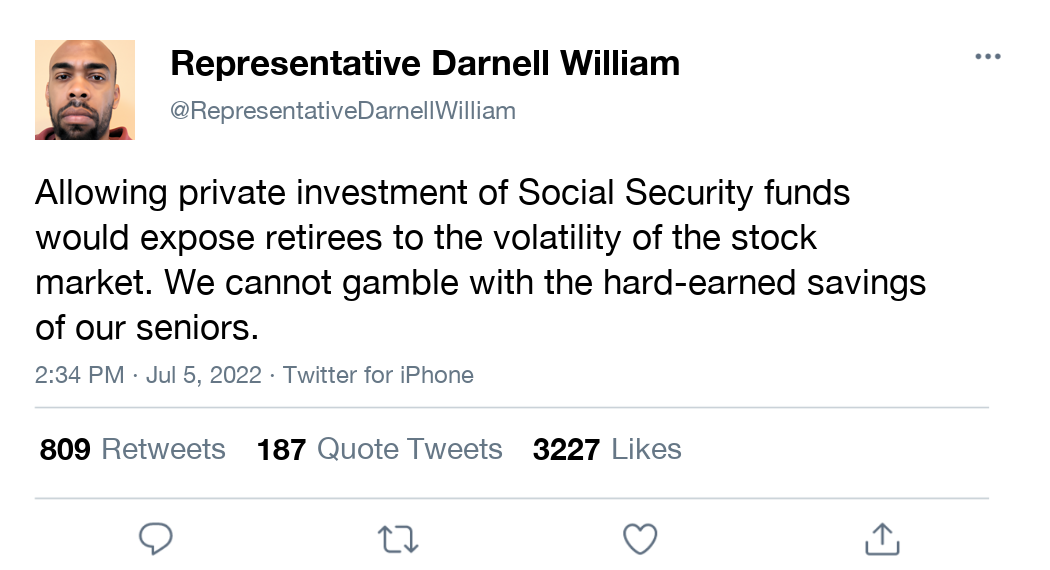 Representative Darnell William
@RepresentativeDarnellWilliam
Allowing private investment of Social Security funds
would expose retirees to the volatility of the stock
market. We cannot gamble with the hard-earned savings
of our seniors.
2:34 PM · Jul 5, 2022 · Twitter for iPhone
809 Retweets 187 Quote Tweets 3227 Likes